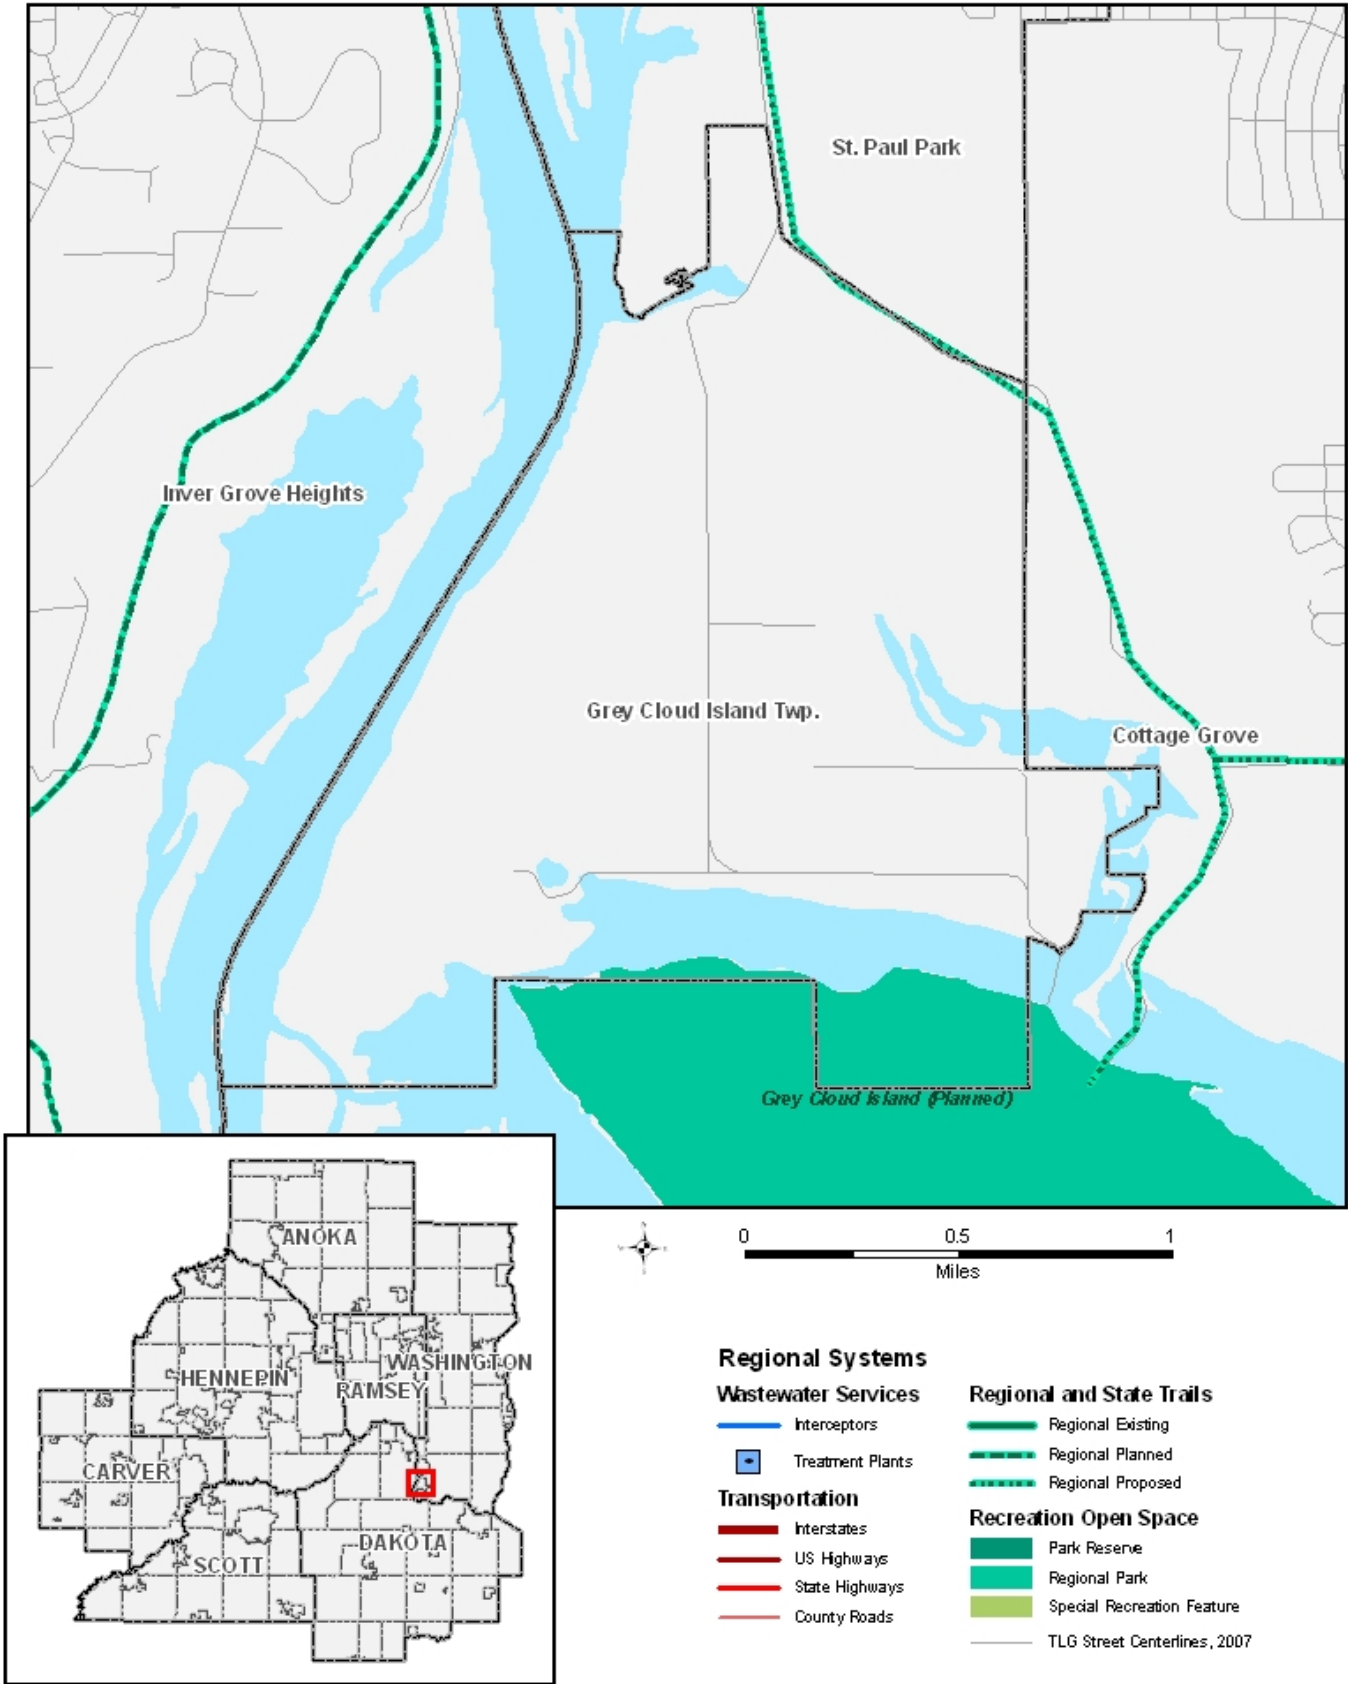 St. Paul Park
Inver Grove Heights
Grey Cloud Island Twp.
Cottage Grove
Grey Cloud Island (Planned)
ANOKA
HENNEPIN
WASHINGTON
RAMSEY
CARVER
DAKOTA
SCOTT
0 0.5 1
Miles
Regional Systems
Wastewater Services
Interceptors
Treatment Plants
Transportation
Interstates
US Highways
State Highways
County Roads
Regional and State Trails
Regional Existing
Regional Planned
Regional Proposed
Recreation Open Space
Park Reserve
Regional Park
Special Recreation Feature
TLG Street Centerlines, 2007